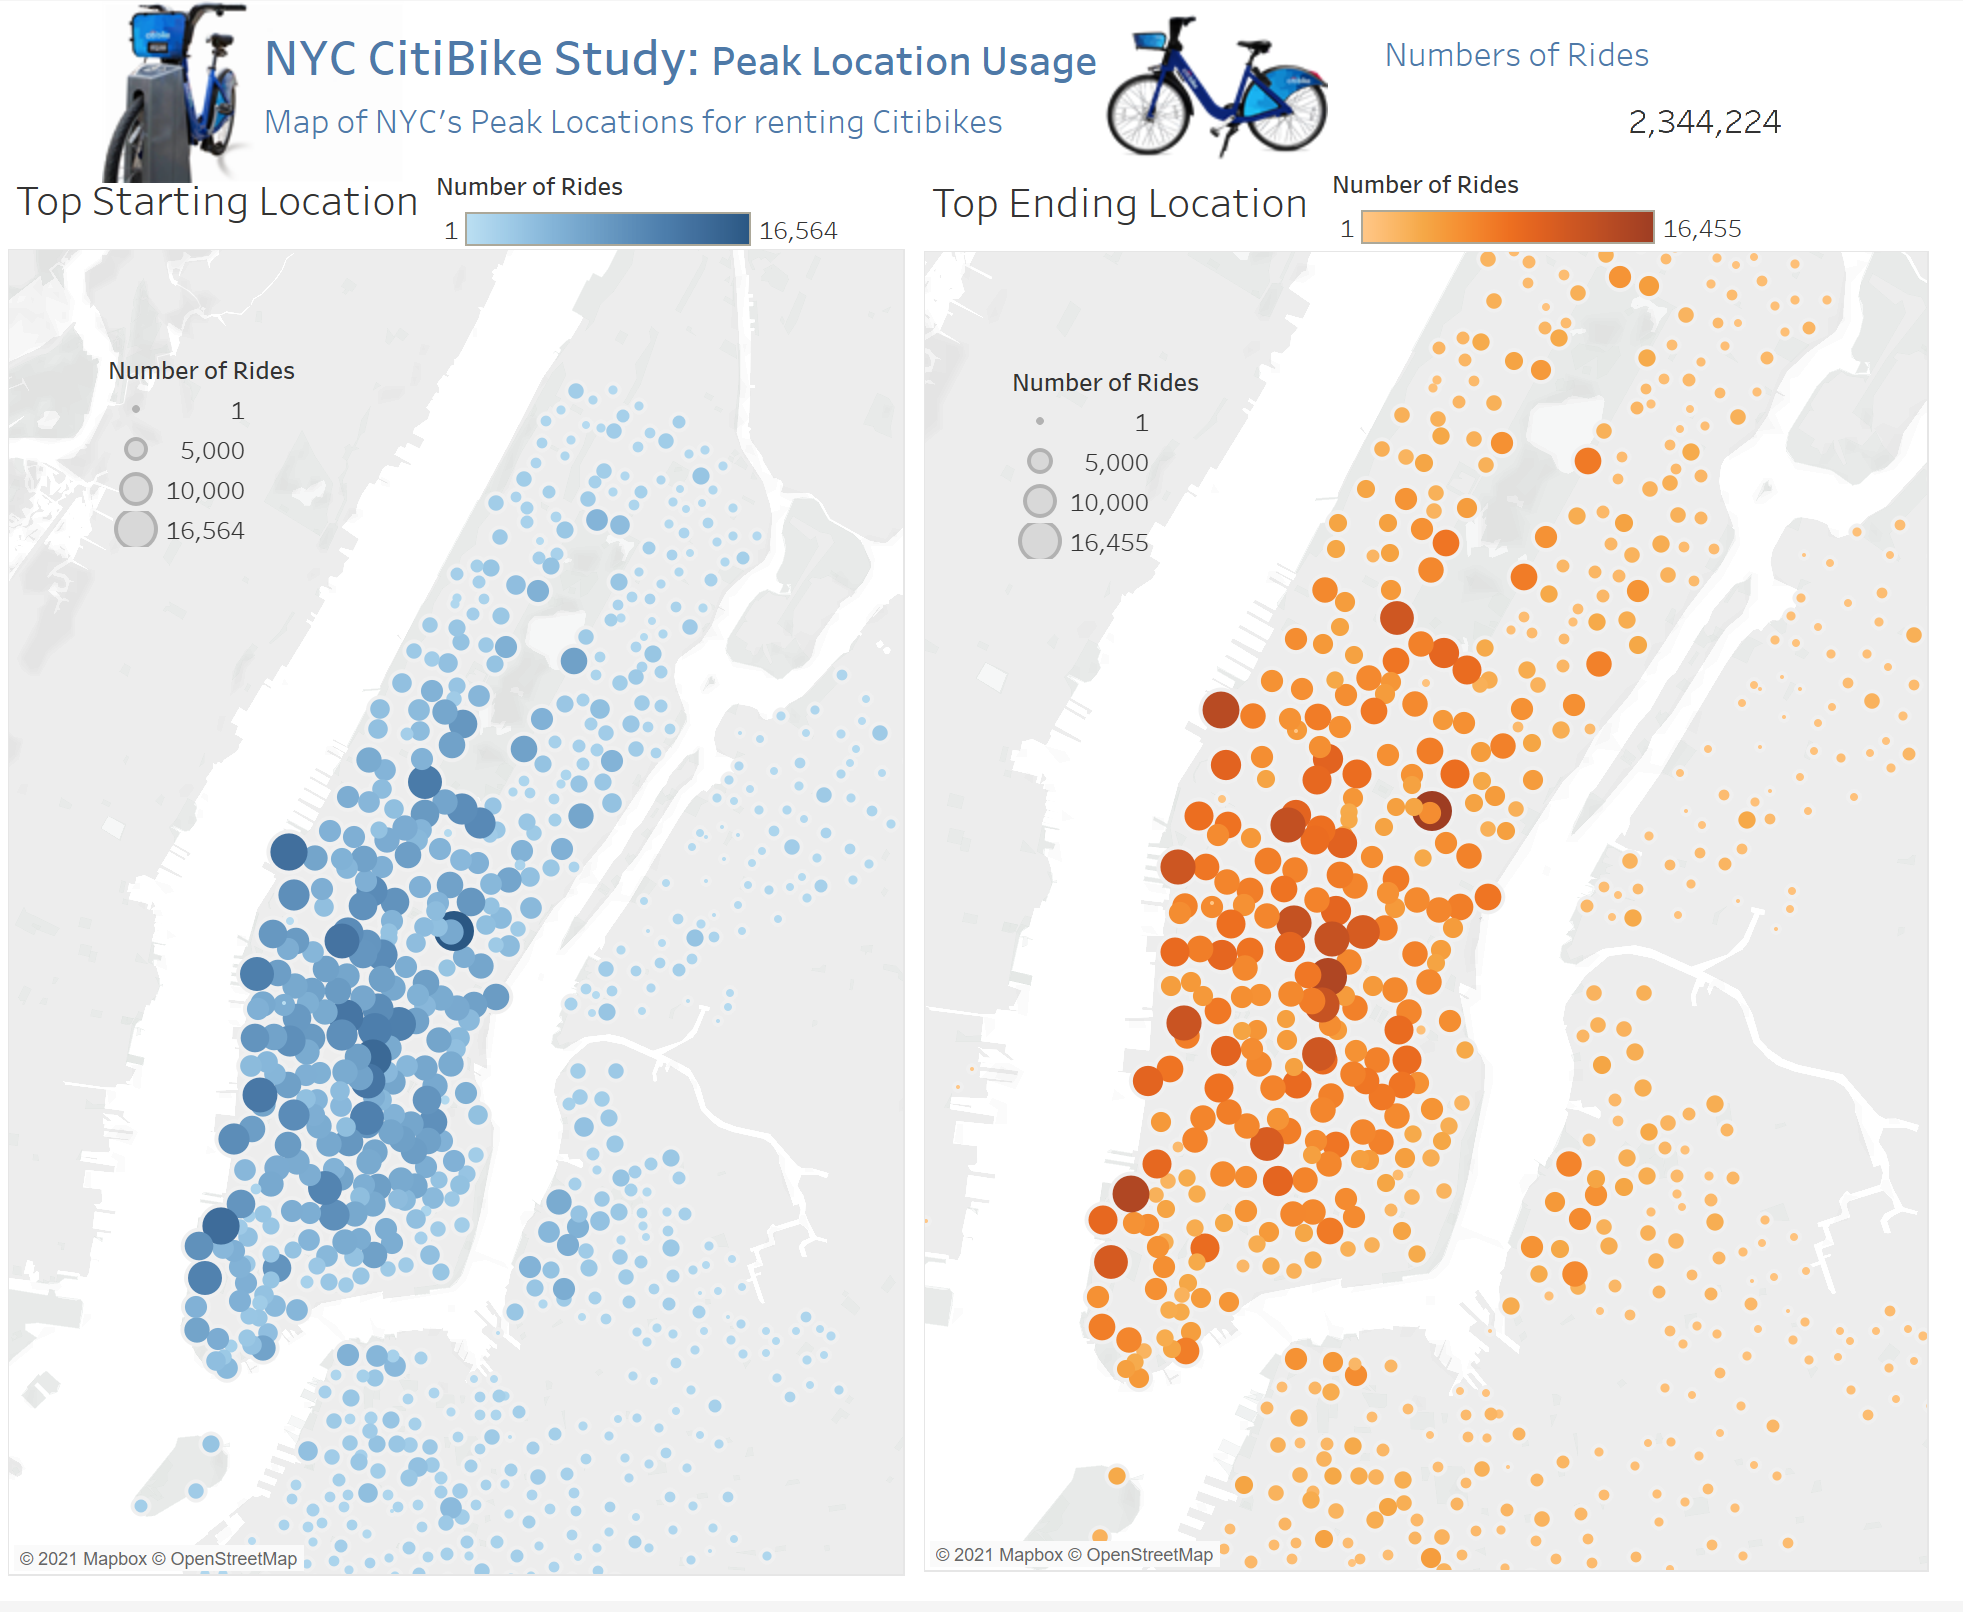 NYC CitiBike Study: Peak Location Usage
Map of NYC's Peak Locations for renting Citibikes
Numbers of Rides
2,344,224
Top Starting Location
Number of Rides
1 16,564
Top Ending Location
Number of Rides
1 16,455
Number of Rides
1
5,000
10,000
16,564
Number of Rides
1
5,000
10,000
16,455
© 2021 Mapbox © OpenStreetMap
© 2021 Mapbox © OpenStreetMap